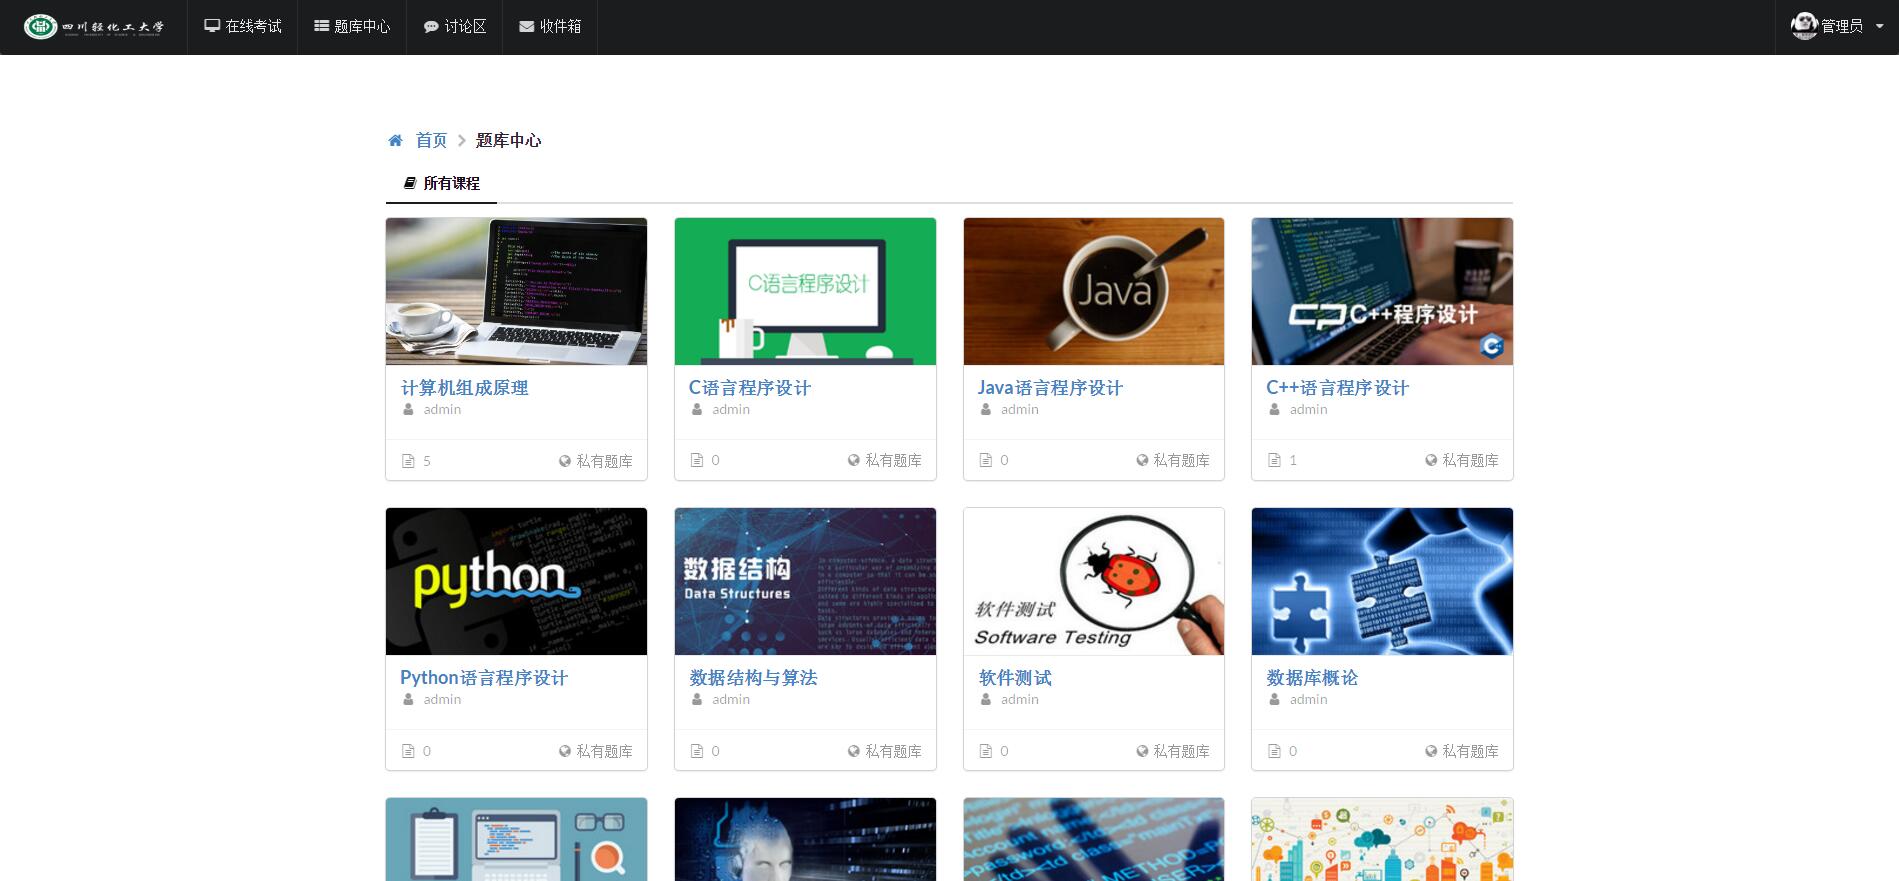 四川轻化工大学
在线考试
题库中心
讨论区
收件箱
管理员
首页
题库中心
所有课程
C语言程序设计
Java
C++程序设计
计算机组成原理
C语言程序设计
Java语言程序设计
C++语言程序设计
admin
admin
admin
admin
5
私有题库
0
私有题库
0
私有题库
1
私有题库
python
数据结构
Data Structures
软件测试
Software Testing
Python语言程序设计
数据结构与算法
软件测试
数据库概论
admin
admin
admin
admin
0
私有题库
0
私有题库
0
私有题库
0
私有题库